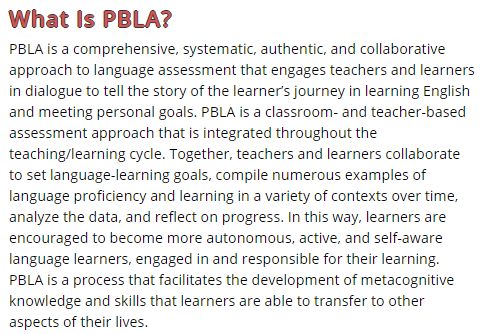 What Is PBLA?
PBLA is a comprehensive, systematic, authentic, and collaborative
approach to language assessment that engages teachers and learners
in dialogue to tell the story of the learner’s journey in learning English
and meeting personal goals. PBLA is a classroom- and teacher-based
assessment approach that is integrated throughout the
teaching/learning cycle. Together, teachers and learners collaborate
to set language-learning goals, compile numerous examples of
language proficiency and learning in a variety of contexts over time,
analyze the data, and reflect on progress. In this way, learners are
encouraged to become more autonomous, active, and self-aware
language learners, engaged in and responsible for their learning.
PBLA is a process that facilitates the development of metacognitive
knowledge and skills that learners are able to transfer to other
aspects of their lives.